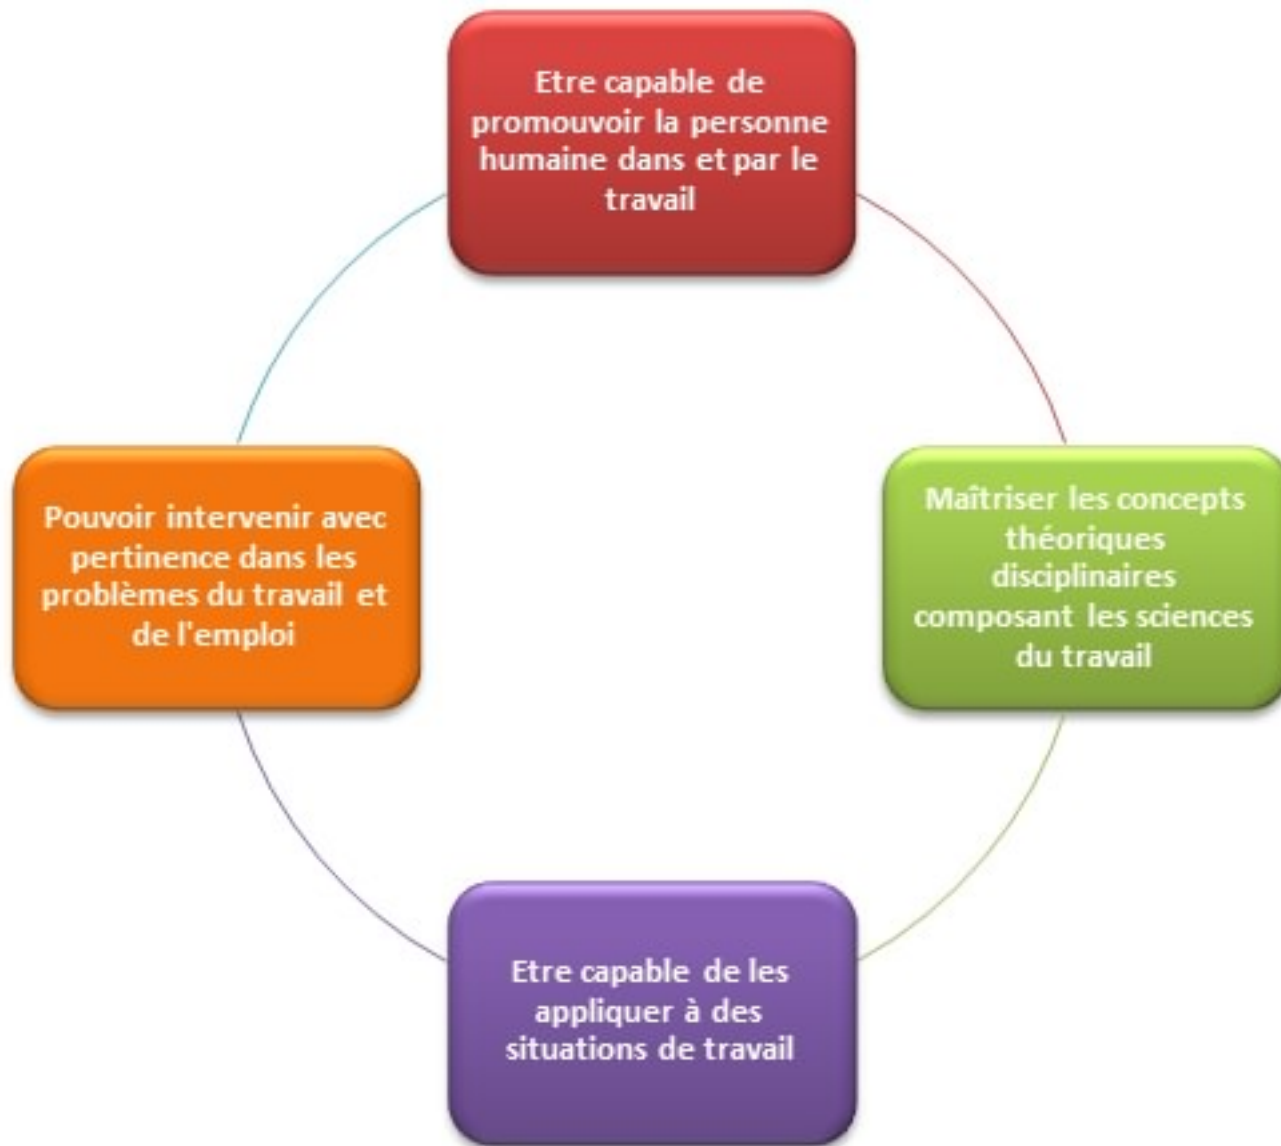 Etre capable de
promouvoir la personne
humaine dans et par le
travail
Maîtriser les concepts
théoriques
disciplinaires
composant les sciences
du travail
Etre capable de les
appliquer à des
situations de travail
Pouvoir intervenir avec
pertinence dans les
problèmes du travail et
de l'emploi